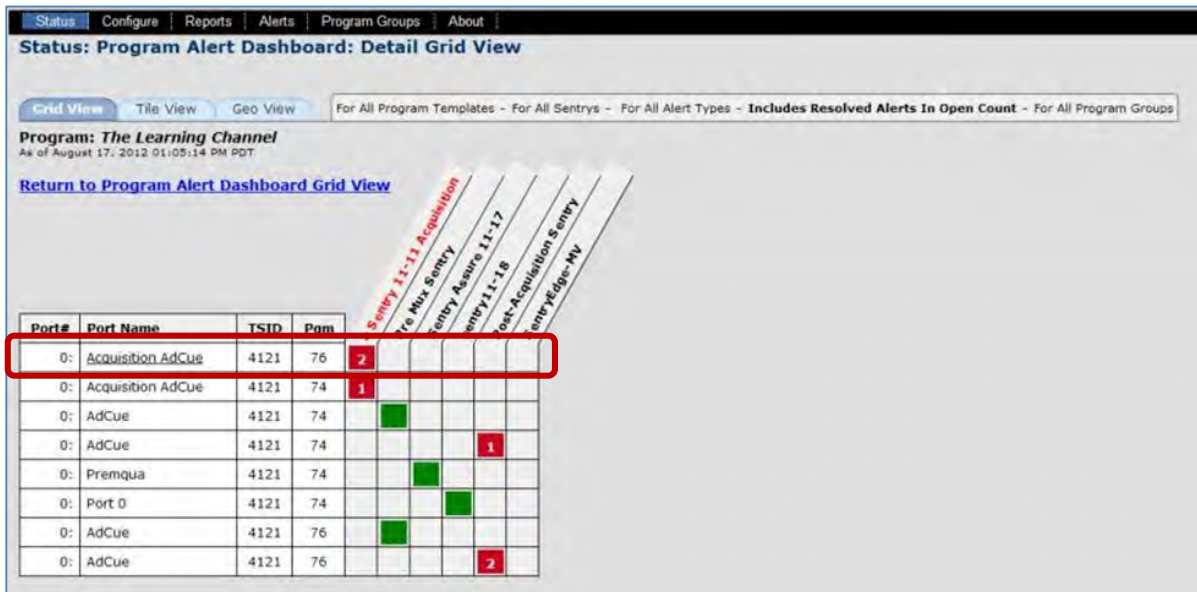 Status Configure Reports Alerts Program Groups About
Status: Program Alert Dashboard: Detail Grid View
Grid View Tile View Geo View For All Program Templates - For All Sentrys - For All Alert Types - Includes Resolved Alerts In Open Count - For All Program Groups
Program: The Learning Channel
As of August 17, 2012 01:05:14 PM PDT
Return to Program Alert Dashboard Grid View
Sentry 11-11 Acquisition
Pre Mux Sentry
Sentry Assure 11-17
Sentry11-18
Post-Acquisition Sentry
SentryEdge-MV
Port# Port Name TSID Pgm
0: Acquisition AdCue 4121 76 2
0: Acquisition AdCue 4121 74 1
0: AdCue 4121 74
0: AdCue 4121 74 1
0: Premqua 4121 74
0: Port 0 4121 74
0: AdCue 4121 76
0: AdCue 4121 76 2